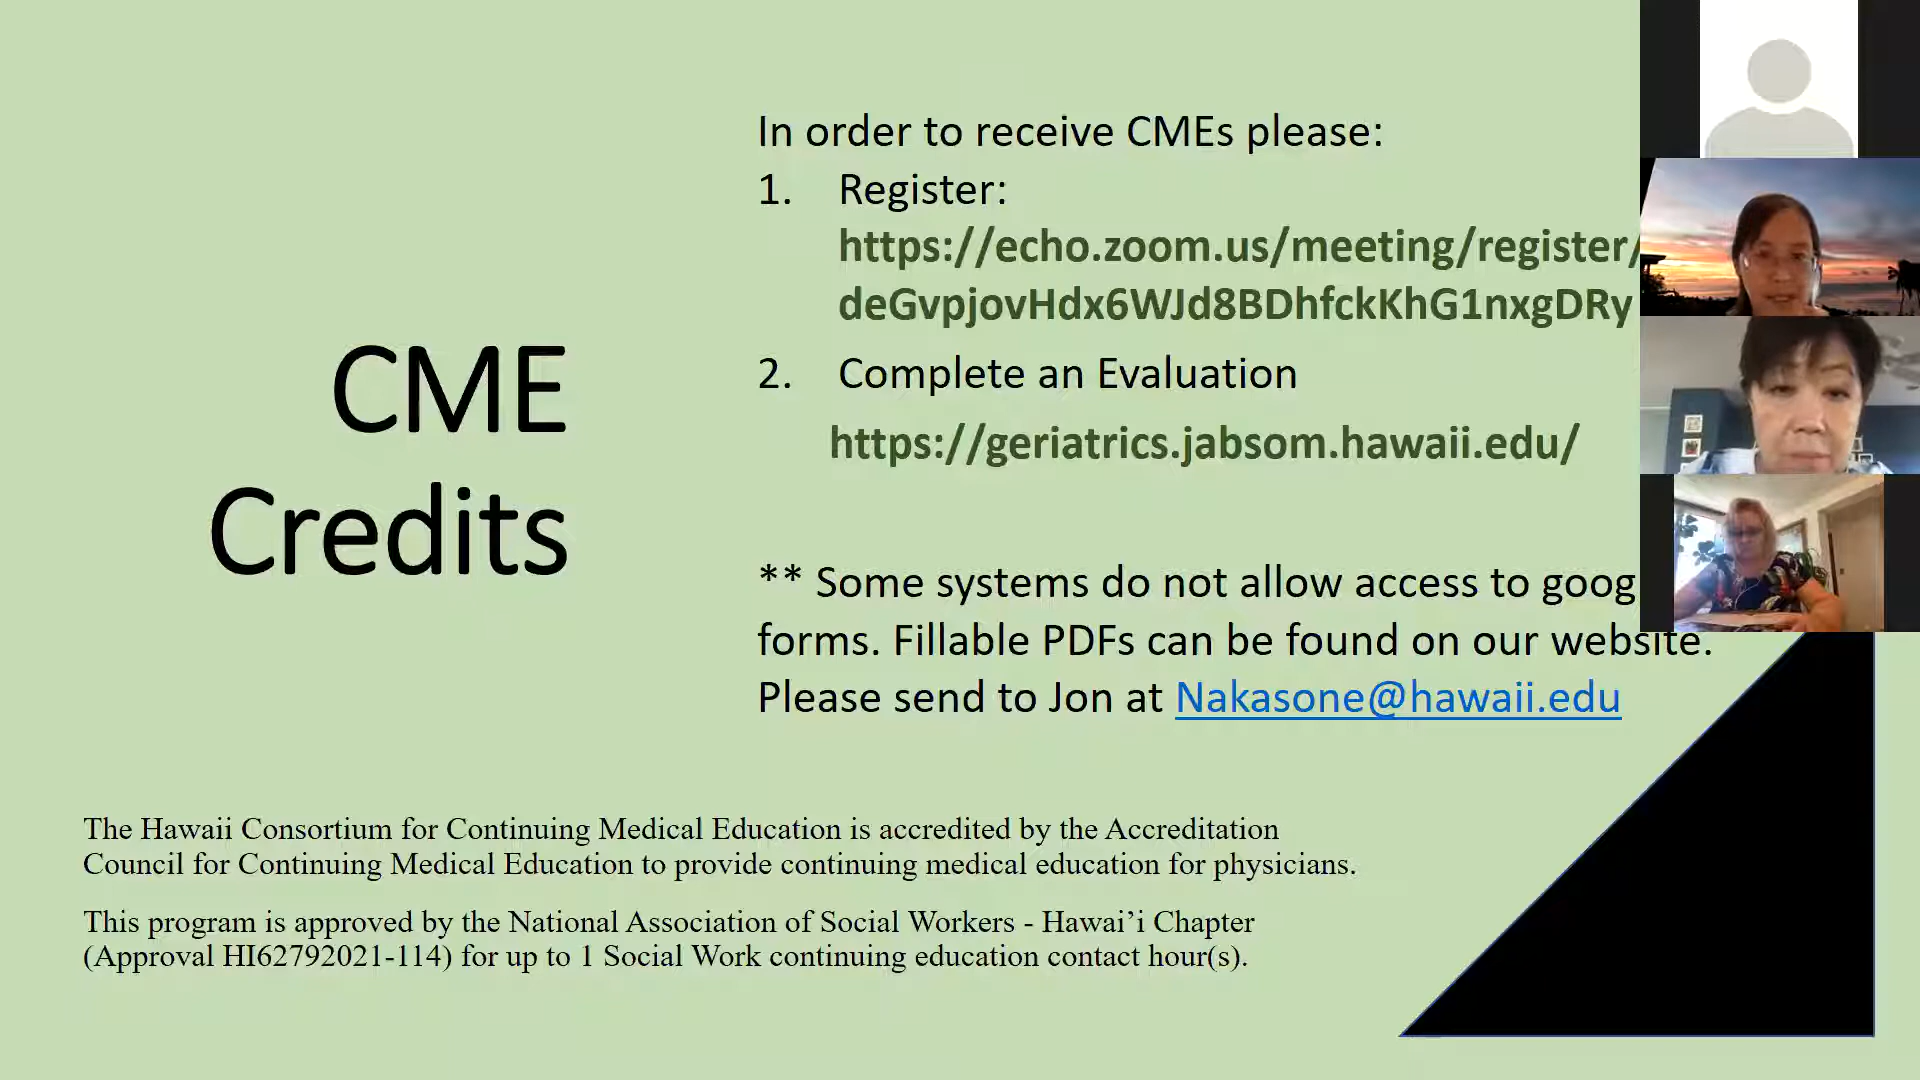 CME
Credits
In order to receive CMEs please:
1. Register:
https://echo.zoom.us/meeting/register/
deGvpjovHdx6WJd8BDhfckKhG1nxgDRy
2. Complete an Evaluation
https://geriatrics.jabsom.hawaii.edu/
** Some systems do not allow access to
forms. Fillable PDFs can be found on our website.
Please send to Jon at Nakasone@hawaii.edu
The Hawaii Consortium for Continuing Medical Education is accredited by the Accreditation
Council for Continuing Medical Education to provide continuing medical education for physicians.
This program is approved by the National Association of Social Workers - Hawai’i Chapter
(Approval HI62792021-114) for up to 1 Social Work continuing education contact hour(s).